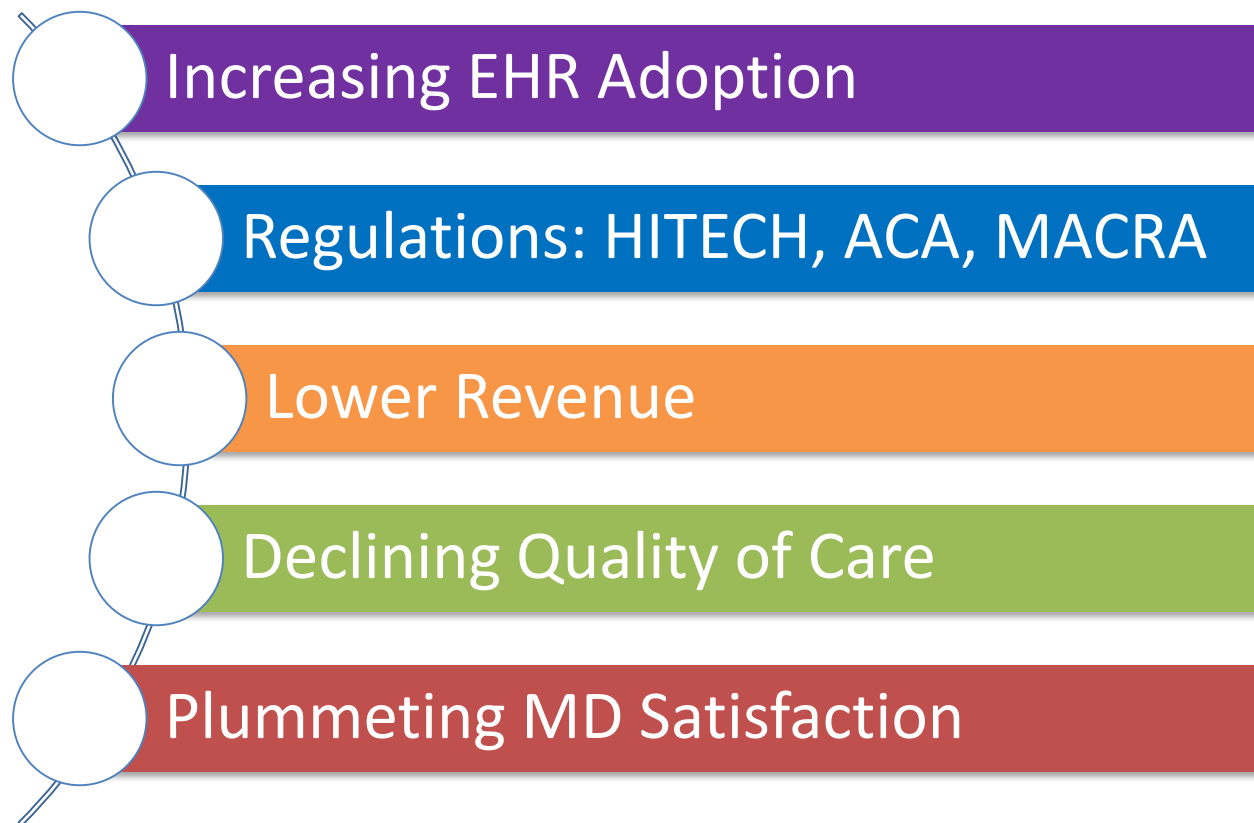 Increasing EHR Adoption
Regulations: HITECH, ACA, MACRA
Lower Revenue
Declining Quality of Care
Plummeting MD Satisfaction